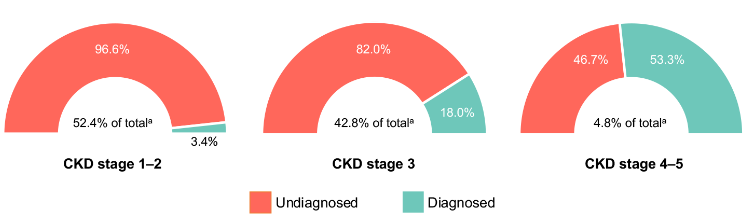 96.6%
52.4% of totalᵃ
3.4%
CKD stage 1–2
82.0%
18.0%
42.8% of totalᵃ
CKD stage 3
46.7%
53.3%
4.8% of totalᵃ
CKD stage 4–5
Undiagnosed
Diagnosed